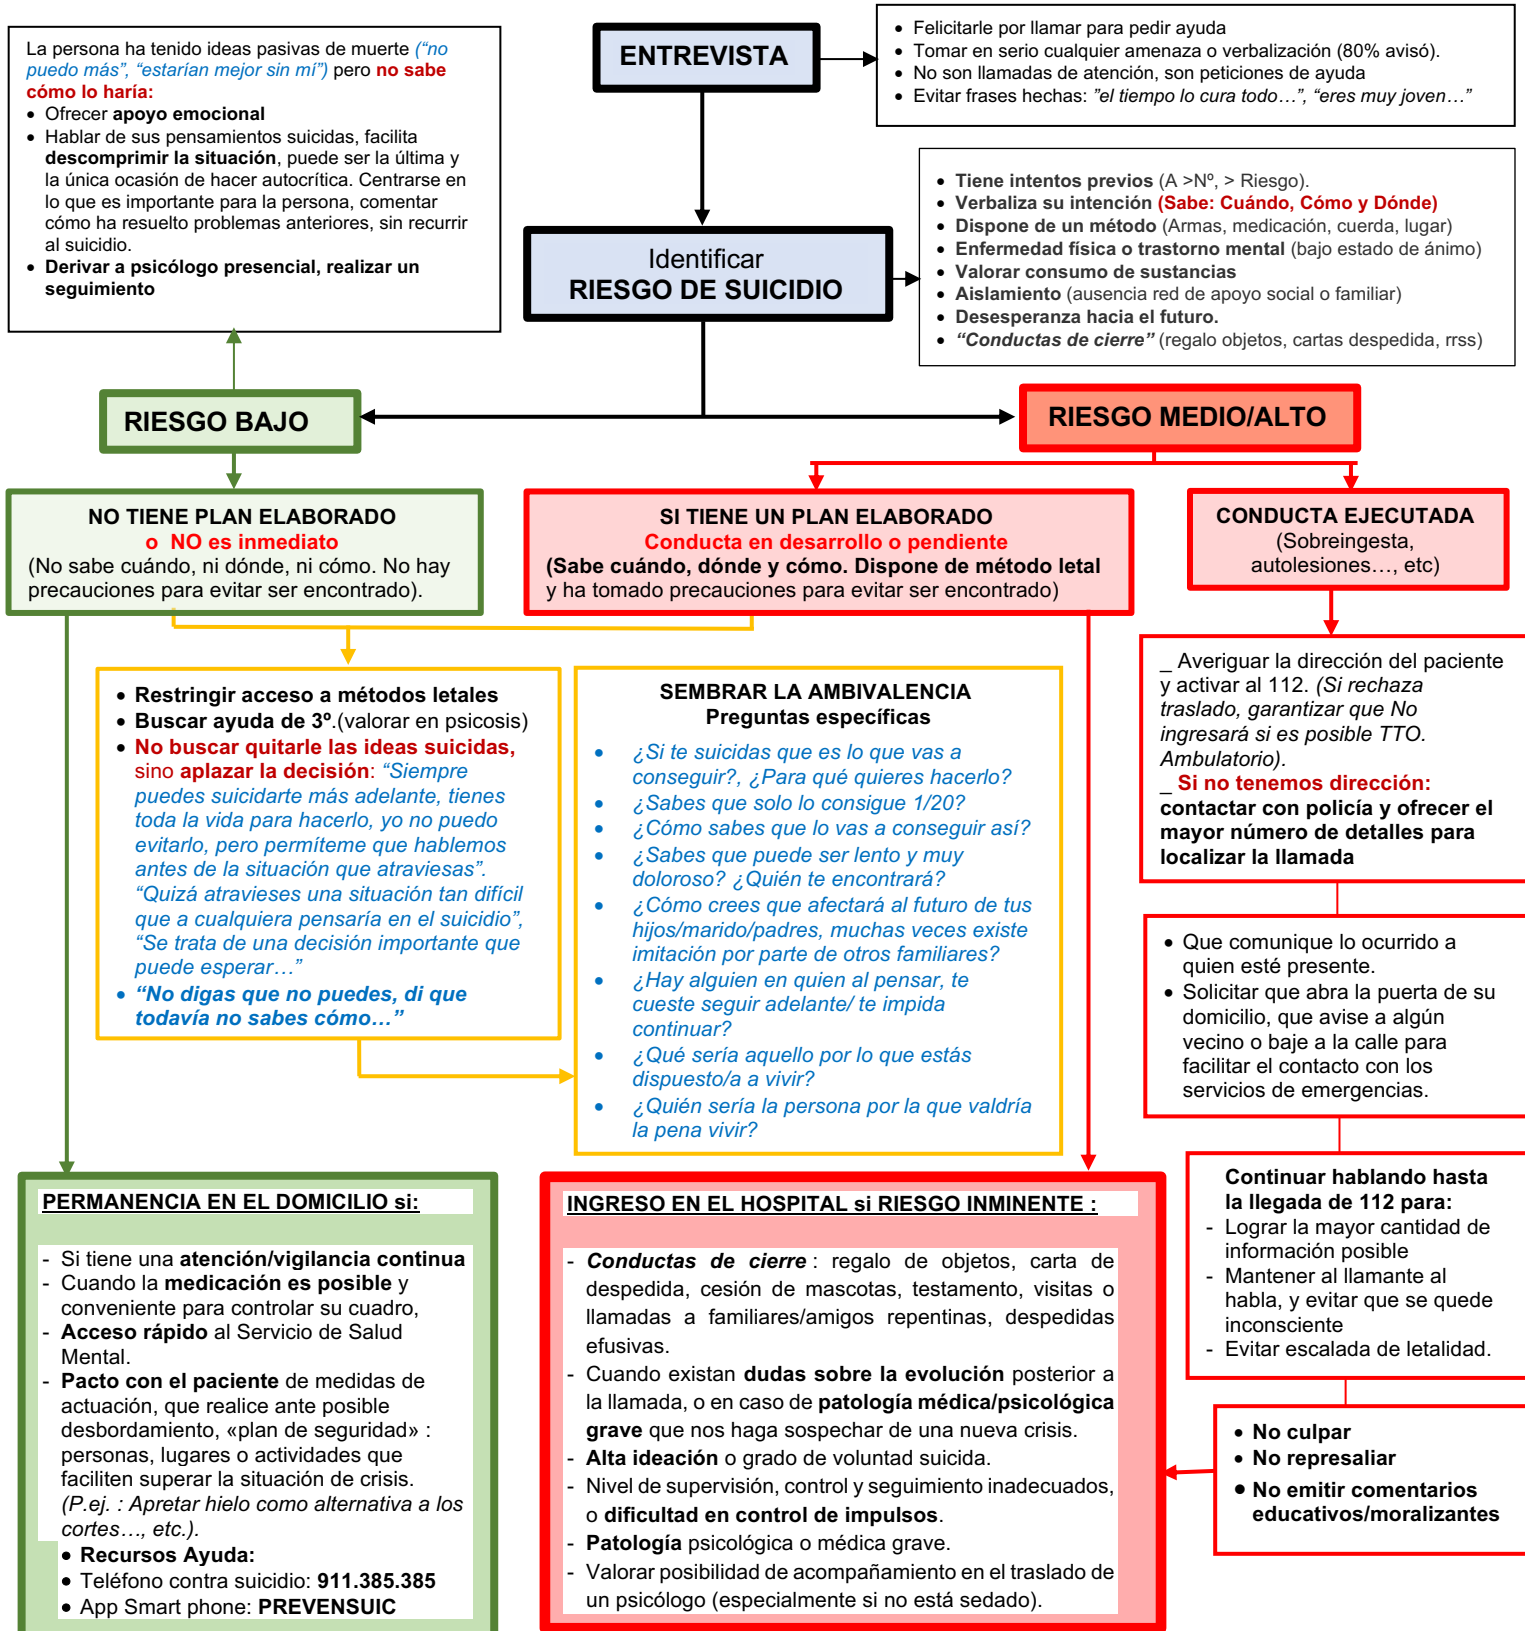 La persona ha tenido ideas pasivas de muerte (“no
puedo más”, “estarían mejor sin mí”) pero no sabe
cómo lo haría:
• Ofrecer apoyo emocional
• Hablar de sus pensamientos suicidas, facilita
descomprimir la situación, puede ser la última y
la única ocasión de hacer autocrítica. Centrarse en
lo que es importante para la persona, comentar
cómo ha resuelto problemas anteriores, sin recurrir
al suicidio.
• Derivar a psicólogo presencial, realizar un
seguimiento
ENTREVISTA
• Felicitarle por llamar para pedir ayuda
• Tomar en serio cualquier amenaza o verbalización (80% avisó).
• No son llamadas de atención, son peticiones de ayuda
• Evitar frases hechas: ”el tiempo lo cura todo…”, “eres muy joven…”
Identificar
RIESGO DE SUICIDIO
• Tiene intentos previos (A >Nº, > Riesgo).
• Verbaliza su intención (Sabe: Cuándo, Cómo y Dónde)
• Dispone de un método (Armas, medicación, cuerda, lugar)
• Enfermedad física o trastorno mental (bajo estado de ánimo)
• Valorar consumo de sustancias
• Aislamiento (ausencia red de apoyo social o familiar)
• Desesperanza hacia el futuro.
• “Conductas de cierre” (regalo objetos, cartas despedida, rrss)
RIESGO BAJO
RIESGO MEDIO/ALTO
NO TIENE PLAN ELABORADO
o NO es inmediato
(No sabe cuándo, ni dónde, ni cómo. No hay
precauciones para evitar ser encontrado).
SI TIENE UN PLAN ELABORADO
Conducta en desarrollo o pendiente
(Sabe cuándo, dónde y cómo. Dispone de método letal
y ha tomado precauciones para evitar ser encontrado)
CONDUCTA EJECUTADA
(Sobreingesta,
autolesiones…, etc)
• Restringir acceso a métodos letales
• Buscar ayuda de 3º.(valorar en psicosis)
• No buscar quitarle las ideas suicidas,
sino aplazar la decisión: “Siempre
puedes suicidarte más adelante, tienes
toda la vida para hacerlo, yo no puedo
evitarlo, pero permíteme que hablemos
antes de la situación que atraviesas”.
“Quizá atravieses una situación tan difícil
que a cualquiera pensaría en el suicidio”,
“Se trata de una decisión importante que
puede esperar…”
• “No digas que no puedes, di que
todavía no sabes cómo…”
SEMBRAR LA AMBIVALENCIA
Preguntas específicas
• ¿Si te suicidas que es lo que vas a
conseguir?, ¿Para qué quieres hacerlo?
• ¿Sabes que solo lo consigue 1/20?
• ¿Cómo sabes que lo vas a conseguir así?
• ¿Sabes que puede ser lento y muy
doloroso? ¿Quién te encontrará?
• ¿Cómo crees que afectará al futuro de tus
hijos/marido/padres, muchas veces existe
imitación por parte de otros familiares?
• ¿Hay alguien en quien al pensar, te
cueste seguir adelante/ te impida
continuar?
• ¿Qué sería aquello por lo que estás
dispuesto/a a vivir?
• ¿Quién sería la persona por la que valdría
la pena vivir?
_ Averiguar la dirección del paciente
y activar al 112. (Si rechaza
traslado, garantizar que No
ingresará si es posible TTO.
Ambulatorio).
_ Si no tenemos dirección:
contactar con policía y ofrecer el
mayor número de detalles para
localizar la llamada
• Que comunique lo ocurrido a
quien esté presente.
• Solicitar que abra la puerta de su
domicilio, que avise a algún
vecino o baje a la calle para
facilitar el contacto con los
servicios de emergencias.
Continuar hablando hasta
la llegada de 112 para:
- Lograr la mayor cantidad de
información posible
- Mantener al llamante al
habla, y evitar que se quede
inconsciente
- Evitar escalada de letalidad.
• No culpar
• No represaliar
• No emitir comentarios
educativos/moralizantes
PERMANENCIA EN EL DOMICILIO si:
- Si tiene una atención/vigilancia continua
- Cuando la medicación es posible y
conveniente para controlar su cuadro,
- Acceso rápido al Servicio de Salud
Mental.
- Pacto con el paciente de medidas de
actuación, que realice ante posible
desbordamiento, «plan de seguridad» :
personas, lugares o actividades que
faciliten superar la situación de crisis.
(P.ej. : Apretar hielo como alternativa a los
cortes…, etc.).
• Recursos Ayuda:
• Teléfono contra suicidio: 911.385.385
• App Smart phone: PREVENSUIC
INGRESO EN EL HOSPITAL si RIESGO INMINENTE :
- Conductas de cierre : regalo de objetos, carta de
despedida, cesión de mascotas, testamento, visitas o
llamadas a familiares/amigos repentinas, despedidas
efusivas.
- Cuando existan dudas sobre la evolución posterior a
la llamada, o en caso de patología médica/psicológica
grave que nos haga sospechar de una nueva crisis.
- Alta ideación o grado de voluntad suicida.
- Nivel de supervisión, control y seguimiento inadecuados,
o dificultad en control de impulsos.
- Patología psicológica o médica grave.
- Valorar posibilidad de acompañamiento en el traslado de
un psicólogo (especialmente si no está sedado).